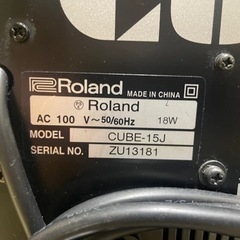 Roland MADE IN CHINA
Roland
AC 100 V～50/60Hz 18W
MODEL CUBE-15J
SERIAL NO. ZU13181